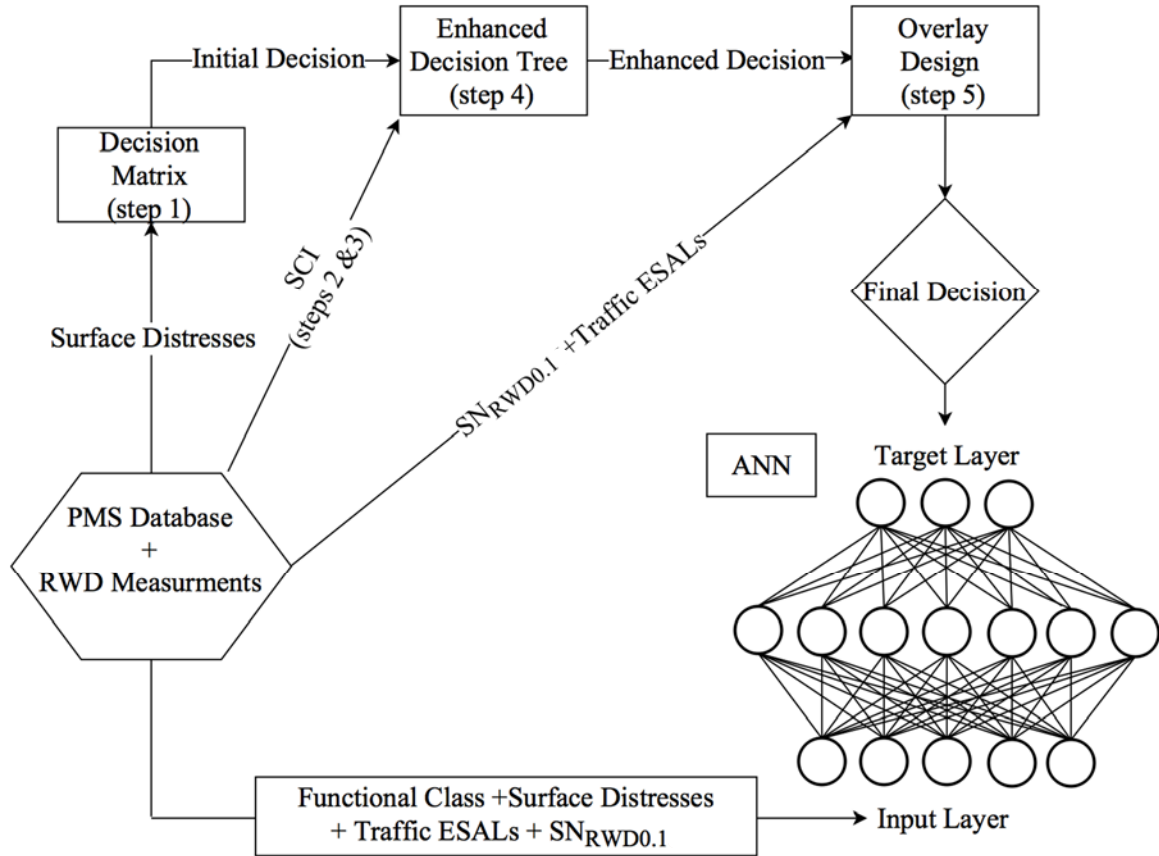 Enhanced
Decision Tree
(step 4)
Overlay
Design
(step 5)
Initial Decision
Enhanced Decision
Decision
Matrix
(step 1)
SCI
(steps 2 &3)
SNRWD0.1 +Traffic ESALs
Final Decision
Surface Distresses
ANN
Target Layer
PMS Database
+
RWD Measurments
Functional Class +Surface Distresses
+ Traffic ESALs + SNRWD0.1
Input Layer